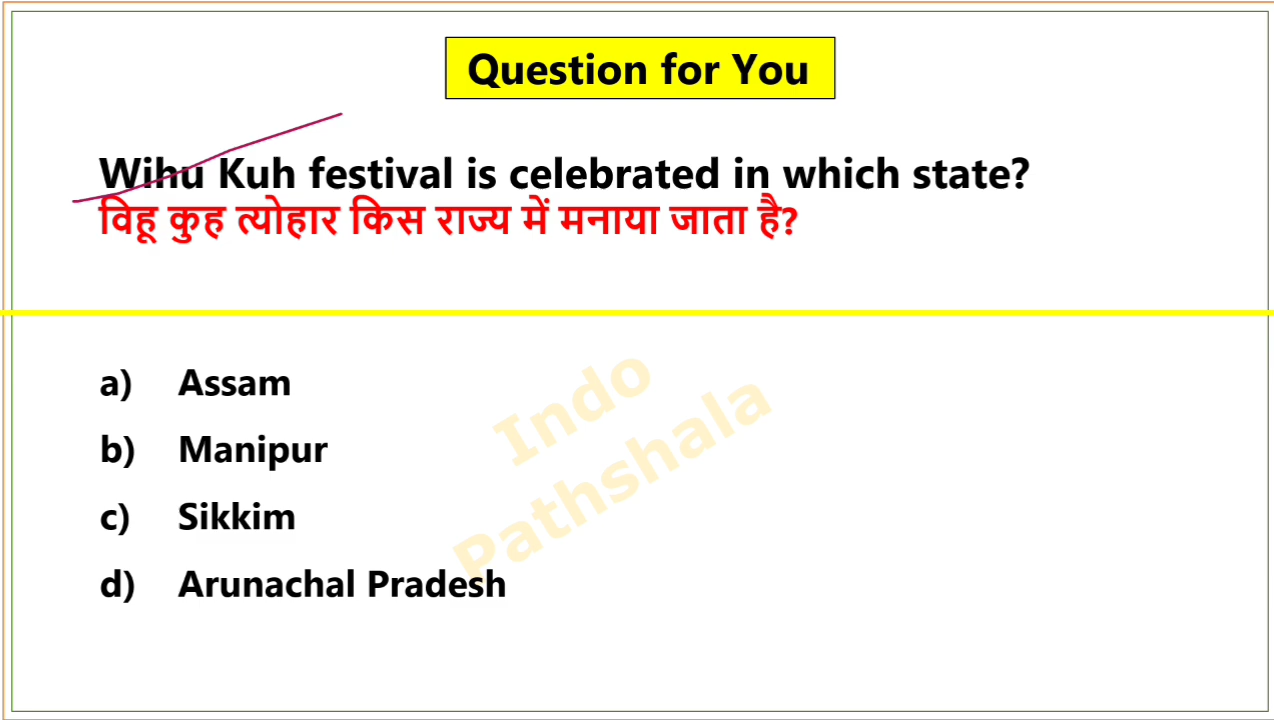 Question for You
Wihu Kuh festival is celebrated in which state?
विहू कुह त्योहार किस राज्य में मनाया जाता है?
a) Assam
b) Manipur
c) Sikkim
d) Arunachal Pradesh
Indo
Pathshala